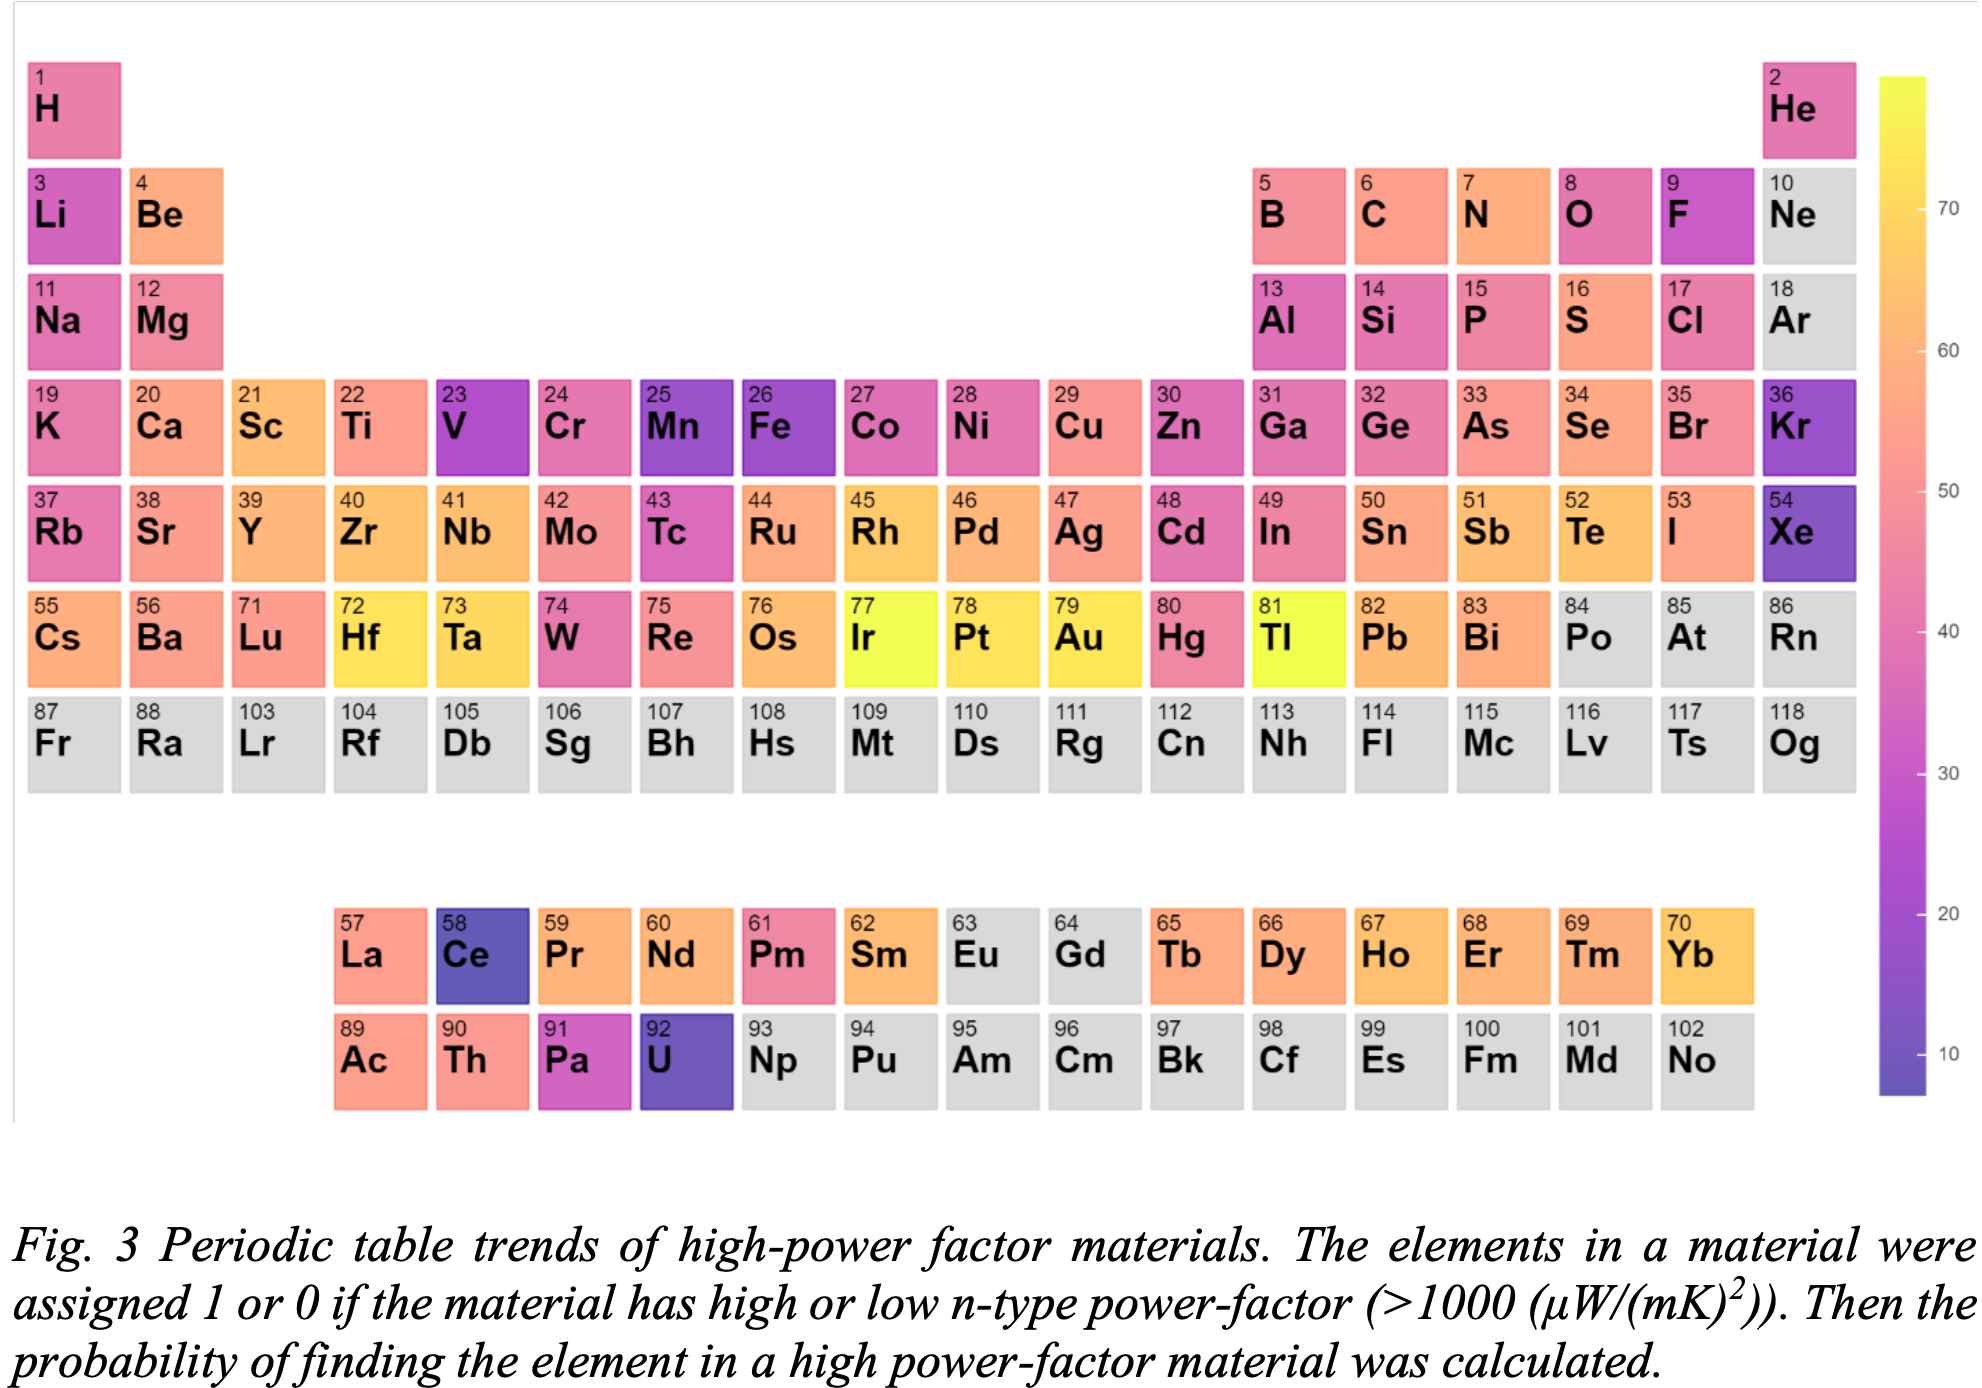 1 2
H He
3 4 5 6 7 8 9 10
Li Be B C N O F Ne
11 12 13 14 15 16 17 18
Na Mg Al Si P S Cl Ar
19 20 21 22 23 24 25 26 27 28 29 30 31 32 33 34 35 36
K Ca Sc Ti V Cr Mn Fe Co Ni Cu Zn Ga Ge As Se Br Kr
37 38 39 40 41 42 43 44 45 46 47 48 49 50 51 52 53 54
Rb Sr Y Zr Nb Mo Tc Ru Rh Pd Ag Cd In Sn Sb Te I Xe
55 56 71 72 73 74 75 76 77 78 79 80 81 82 83 84 85 86
Cs Ba Lu Hf Ta W Re Os Ir Pt Au Hg Tl Pb Bi Po At Rn
87 88 103 104 105 106 107 108 109 110 111 112 113 114 115 116 117 118
Fr Ra Lr Rf Db Sg Bh Hs Mt Ds Rg Cn Nh Fl Mc Lv Ts Og
57 58 59 60 61 62 63 64 65 66 67 68 69 70
La Ce Pr Nd Pm Sm Eu Gd Tb Dy Ho Er Tm Yb
89 90 91 92 93 94 95 96 97 98 99 100 101 102
Ac Th Pa U Np Pu Am Cm Bk Cf Es Fm Md No
70
60
50
40
30
20
10
Fig. 3 Periodic table trends of high-power factor materials. The elements in a material were
assigned 1 or 0 if the material has high or low n-type power-factor (>1000 (μW/(mK)²)). Then the
probability of finding the element in a high power-factor material was calculated.